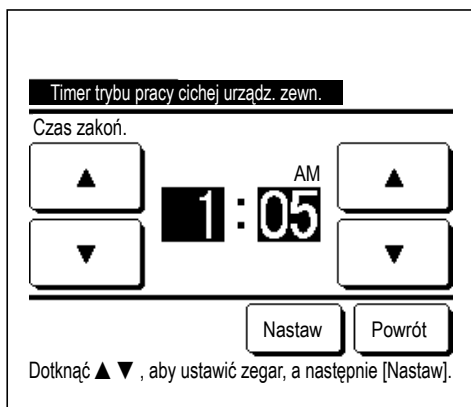 Timer trybu pracy cichej urządz. zewn.
Czas zakoń.
▲ AM ▲
1 : 05
▼ ▼
Nastaw Powrót
Dotknąć ▲ ▼ , aby ustawić zegar, a następnie [Nastaw].